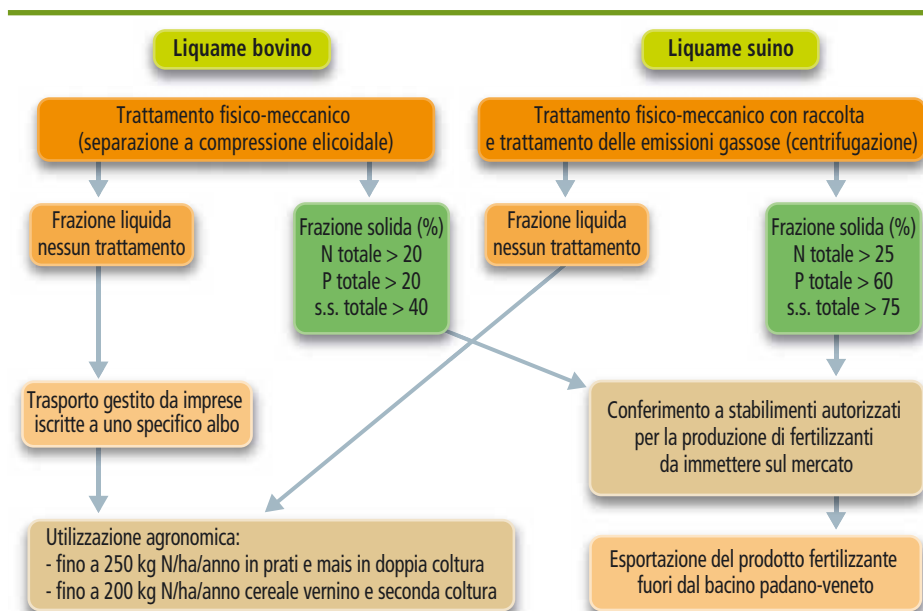 Liquame bovino
Liquame suino
Trattamento fisico-meccanico
(separazione a compressione elicoidale)
Trattamento fisico-meccanico con raccolta
e trattamento delle emissioni gassose (centrifugazione)
Frazione liquida
nessun trattamento
Frazione solida (%)
N totale > 20
P totale > 20
s.s. totale > 40
Frazione liquida
nessun trattamento
Frazione solida (%)
N totale > 25
P totale > 60
s.s. totale > 75
Trasporto gestito da imprese
iscritte a uno specifico albo
Conferimento a stabilimenti autorizzati
per la produzione di fertilizzanti
da immettere sul mercato
Utilizzazione agronomica:
- fino a 250 kg N/ha/anno in prati e mais in doppia coltura
- fino a 200 kg N/ha/anno cereale vernino e seconda coltura
Esportazione del prodotto fertilizzante
fuori dal bacino padano-veneto